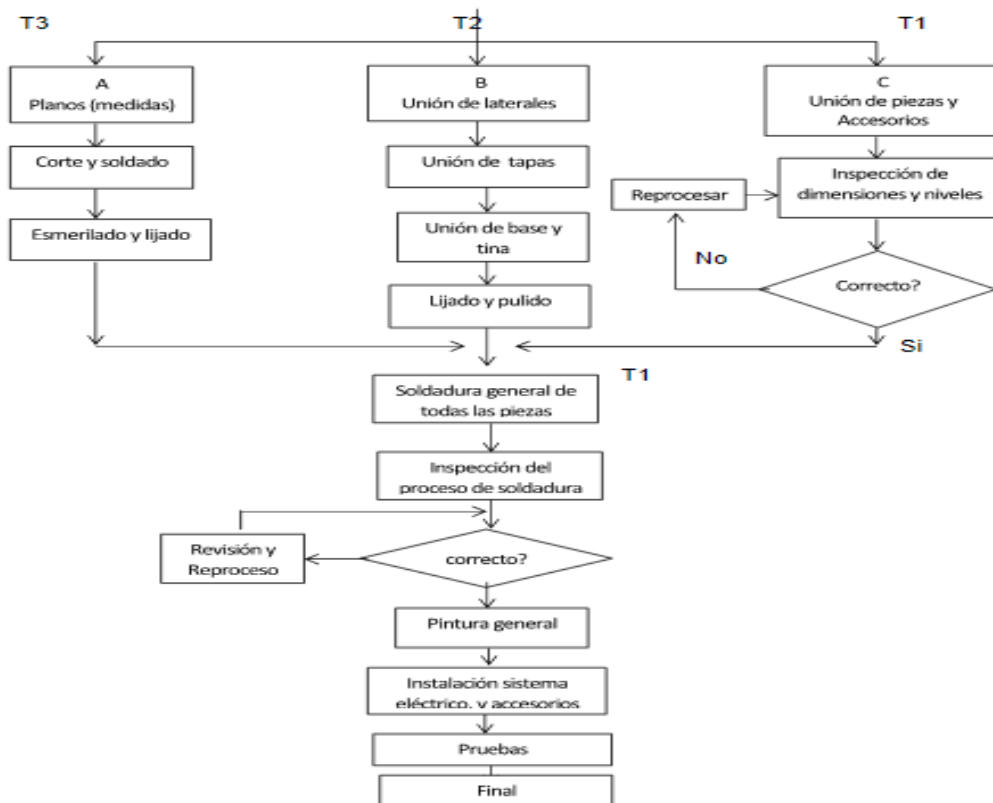 T3
T2
T1
A
Planos (medidas)
Corte y soldado
Esmerilado y lijado
B
Unión de laterales
Unión de tapas
Unión de base y
tina
Lijado y pulido
C
Unión de piezas y
Accesorios
Inspección de
dimensiones y niveles
Reprocesar
No
Correcto?
Si
T1
Soldadura general de
todas las piezas
Inspección del
proceso de soldadura
Revisión y
Reproceso
correcto?
Pintura general
Instalación sistema
eléctrico. y accesorios
Pruebas
Final